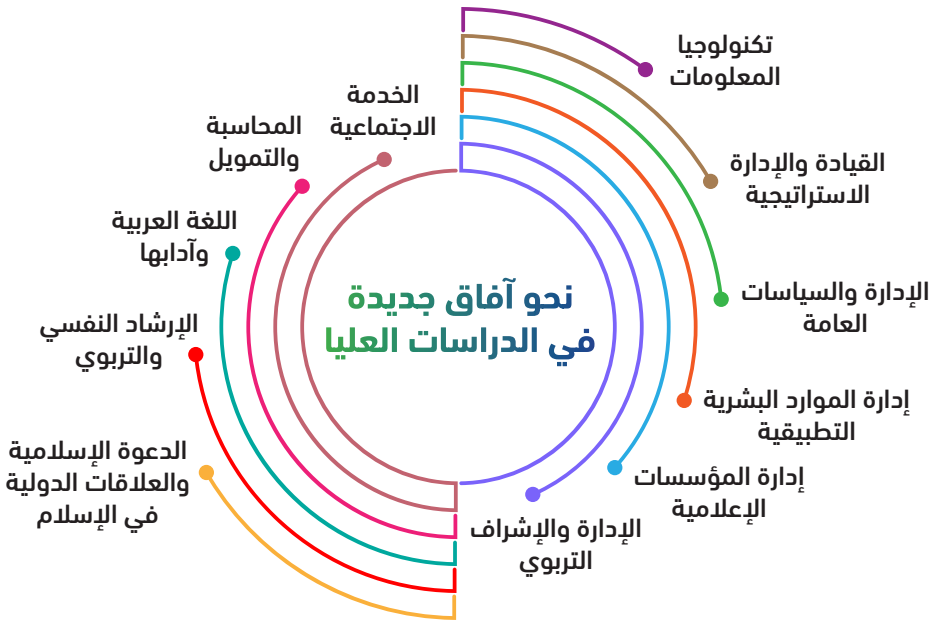 نحو آفاق جديدة
في الدراسات العليا
تكنولوجيا
المعلومات
القيادة والإدارة
الاستراتيجية
الإدارة والسياسات
العامة
إدارة الموارد البشرية
التطبيقية
إدارة المؤسسات
الإعلامية
الإدارة والإشراف
التربوي
الخدمة
الاجتماعية
المحاسبة
والتمويل
اللغة العربية
وآدابها
الإرشاد النفسي
والتربوي
الدعوة الإسلامية
والعلاقات الدولية
في الإسلام